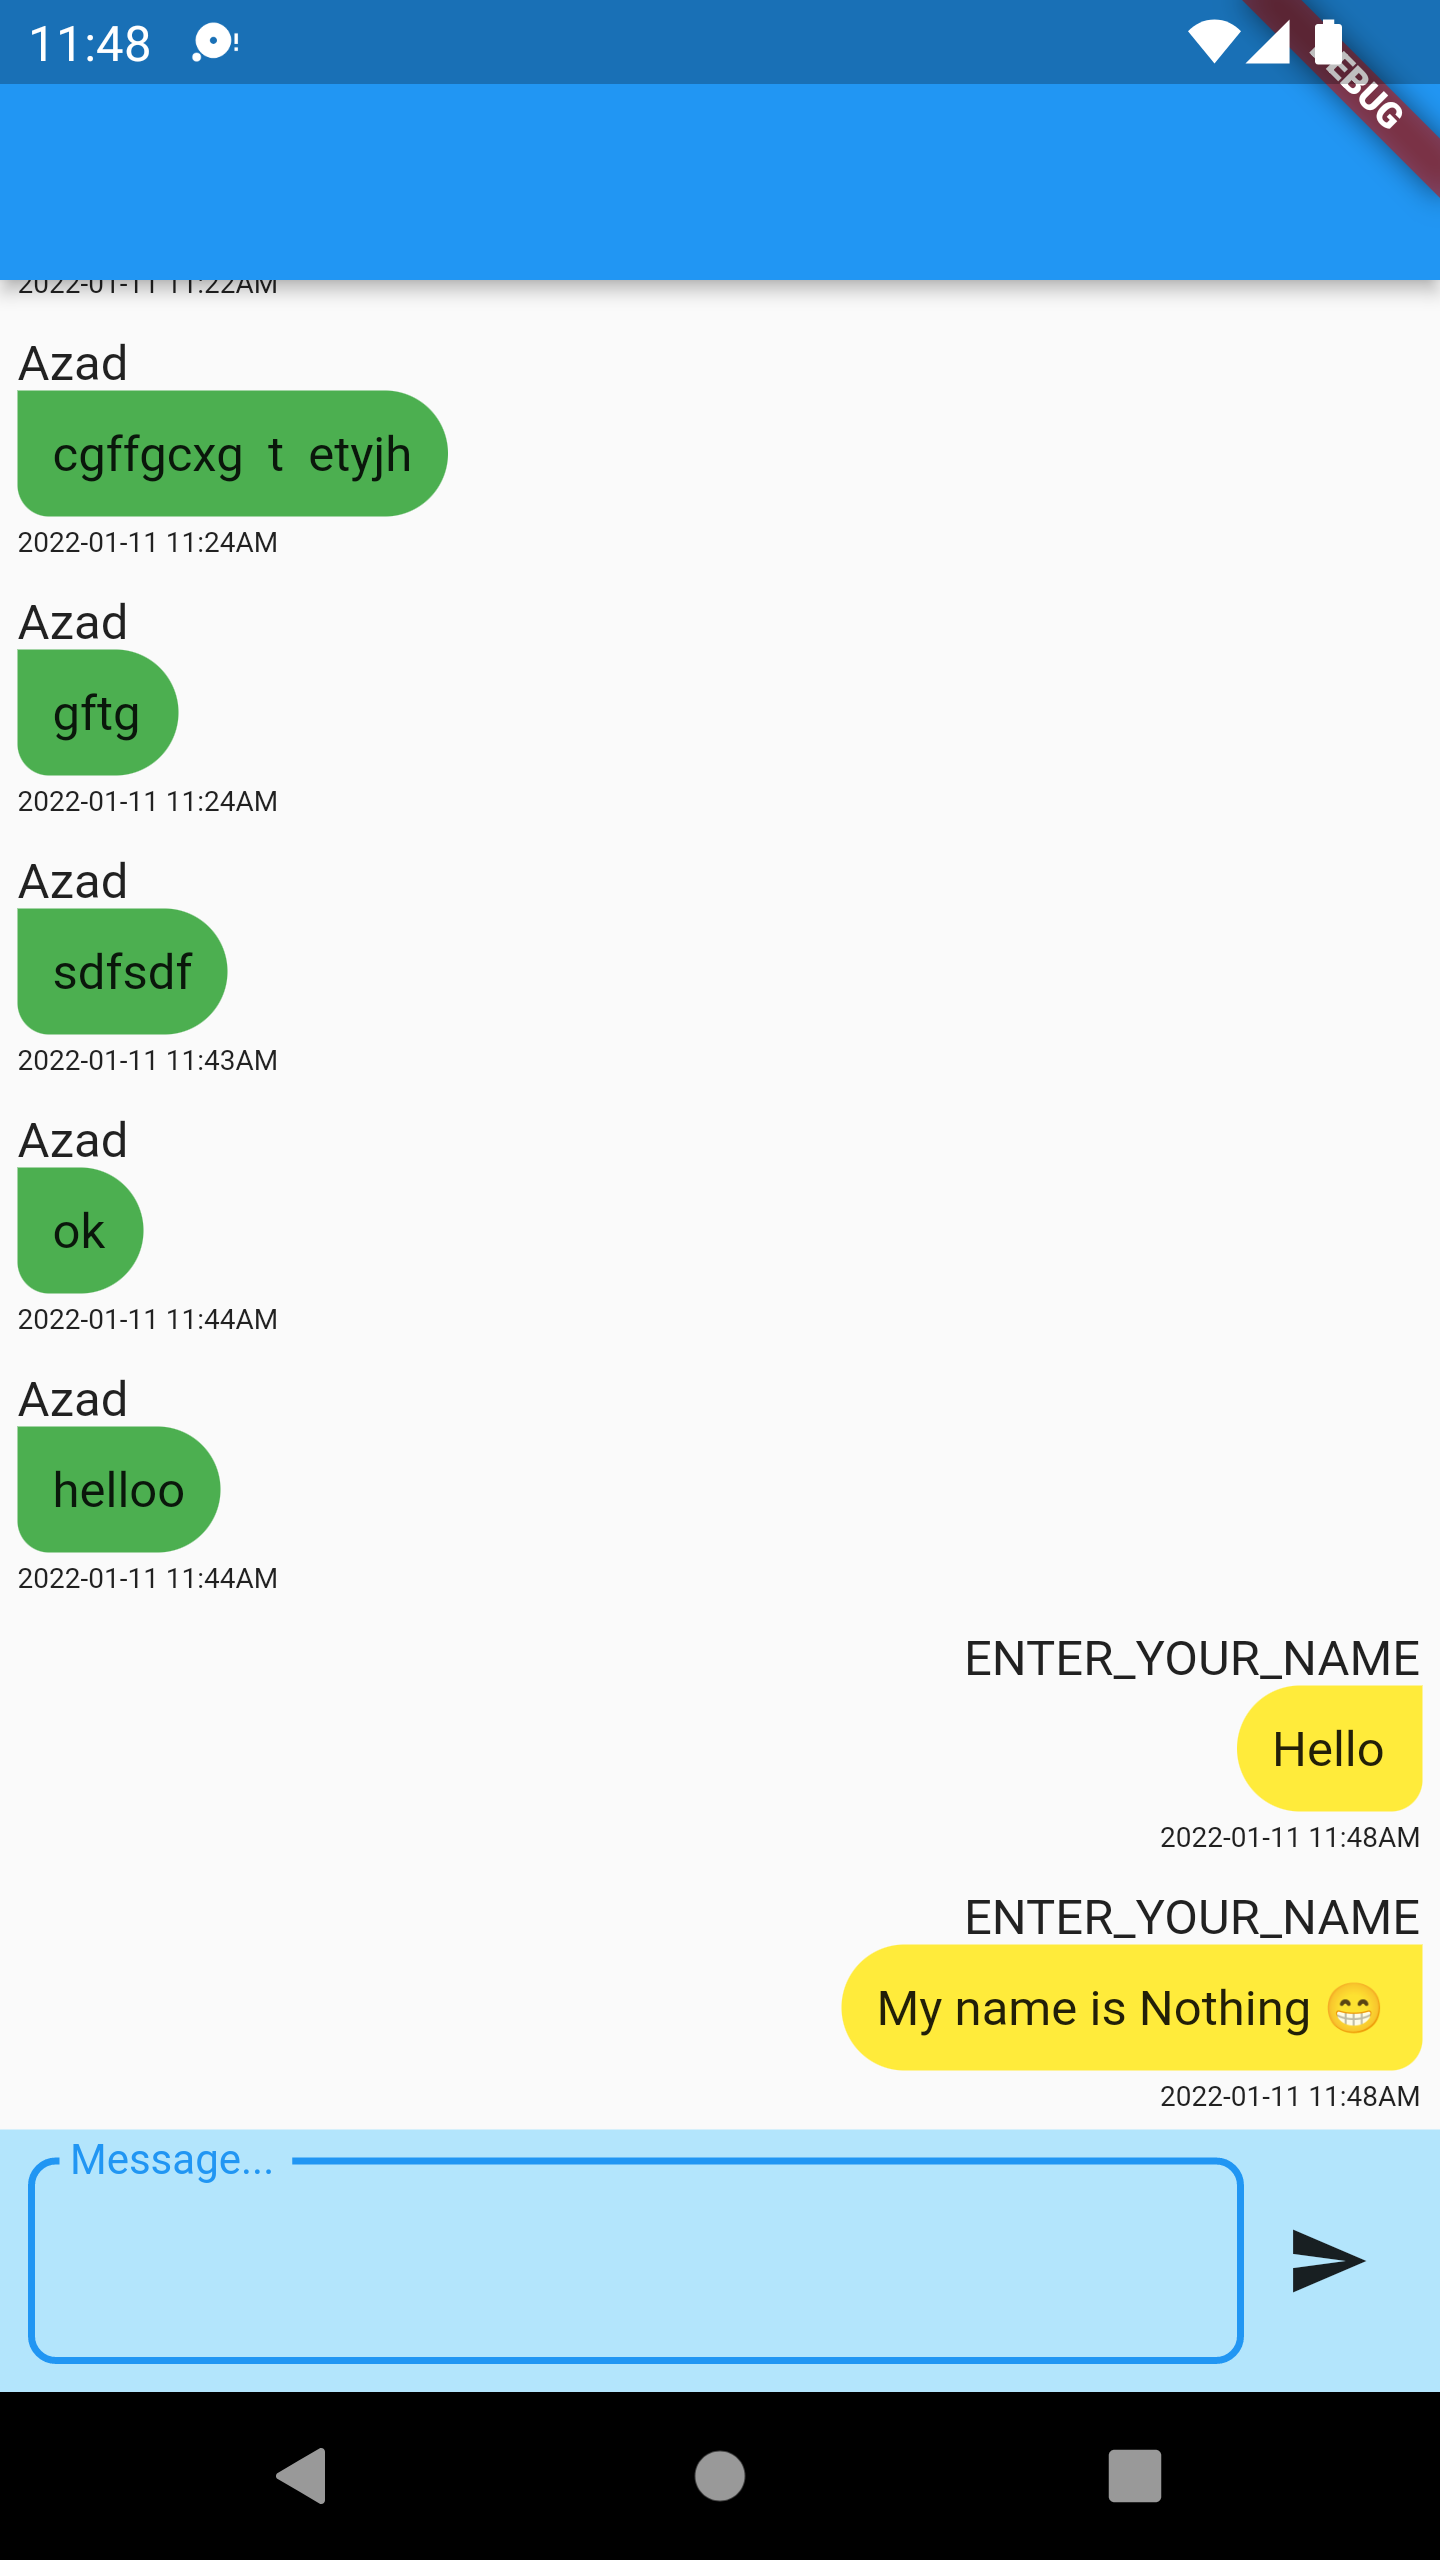 11:48
DEBUG
2022-01-11 11:22AM
Azad
cgffgcxg  t  etyjh
2022-01-11 11:24AM
Azad
gftg
2022-01-11 11:24AM
Azad
sdfsdf
2022-01-11 11:43AM
Azad
ok
2022-01-11 11:44AM
Azad
helloo
2022-01-11 11:44AM
ENTER_YOUR_NAME
Hello
2022-01-11 11:48AM
ENTER_YOUR_NAME
My name is Nothing 😁
2022-01-11 11:48AM
Message...